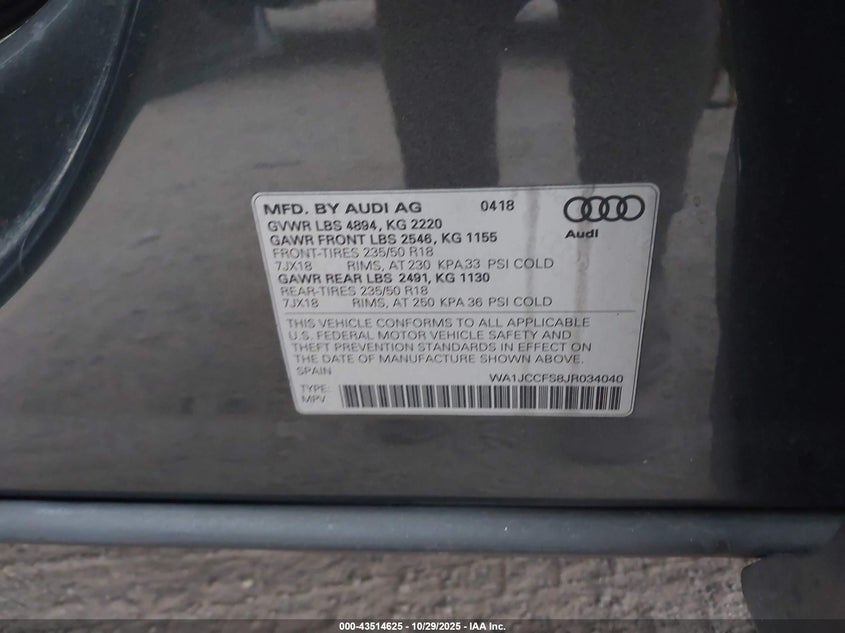 MFD. BY AUDI AG 0418
GVWR LBS 4894, KG 2220
Audi
GAWR FRONT LBS 2546, KG 1155
FRONT-TIRES 235/50 R18
7JX18 RIMS, AT 230 KPA 33 PSI COLD
GAWR REAR LBS 2491, KG 1130
REAR-TIRES 235/50 R18
7JX18 RIMS, AT 250 KPA 36 PSI COLD
THIS VEHICLE CONFORMS TO ALL APPLICABLE
U.S. FEDERAL MOTOR VEHICLE SAFETY AND
THEFT PREVENTION STANDARDS IN EFFECT ON
THE DATE OF MANUFACTURE SHOWN ABOVE.
SPAIN WA1JCCFS8JR034040
TYPE:
MPV
000-43514625 - 10/29/2025 - IAA Inc.